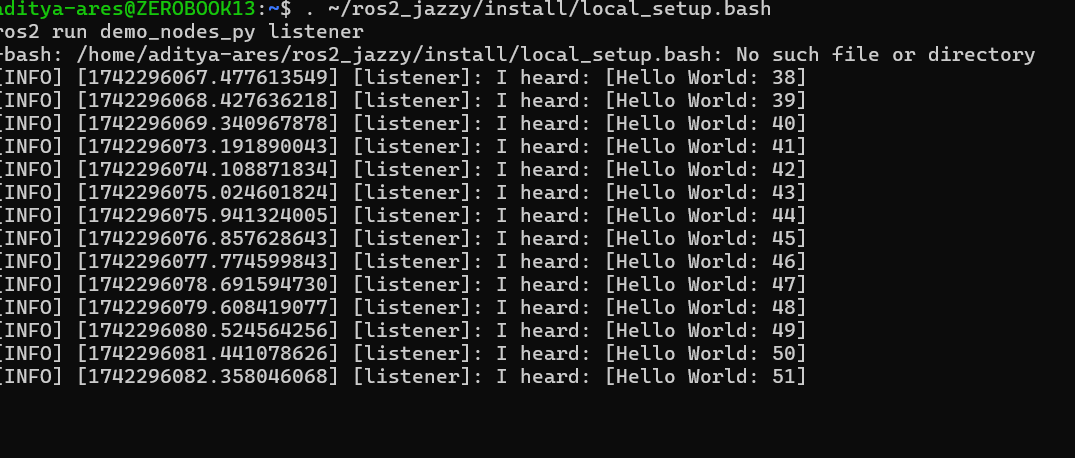 aditya-ares@ZEROBOOK13:~$ . ~/ros2_jazzy/install/local_setup.bash
ros2 run demo_nodes_py listener
-bash: /home/aditya-ares/ros2_jazzy/install/local_setup.bash: No such file or directory
[INFO] [1742296067.477613549] [listener]: I heard: [Hello World: 38]
[INFO] [1742296068.427636218] [listener]: I heard: [Hello World: 39]
[INFO] [1742296069.340967878] [listener]: I heard: [Hello World: 40]
[INFO] [1742296073.191890043] [listener]: I heard: [Hello World: 41]
[INFO] [1742296074.108871834] [listener]: I heard: [Hello World: 42]
[INFO] [1742296075.024601824] [listener]: I heard: [Hello World: 43]
[INFO] [1742296075.941324005] [listener]: I heard: [Hello World: 44]
[INFO] [1742296076.857628643] [listener]: I heard: [Hello World: 45]
[INFO] [1742296077.774599843] [listener]: I heard: [Hello World: 46]
[INFO] [1742296078.691594730] [listener]: I heard: [Hello World: 47]
[INFO] [1742296079.608419077] [listener]: I heard: [Hello World: 48]
[INFO] [1742296080.524564256] [listener]: I heard: [Hello World: 49]
[INFO] [1742296081.441078626] [listener]: I heard: [Hello World: 50]
[INFO] [1742296082.358046068] [listener]: I heard: [Hello World: 51]